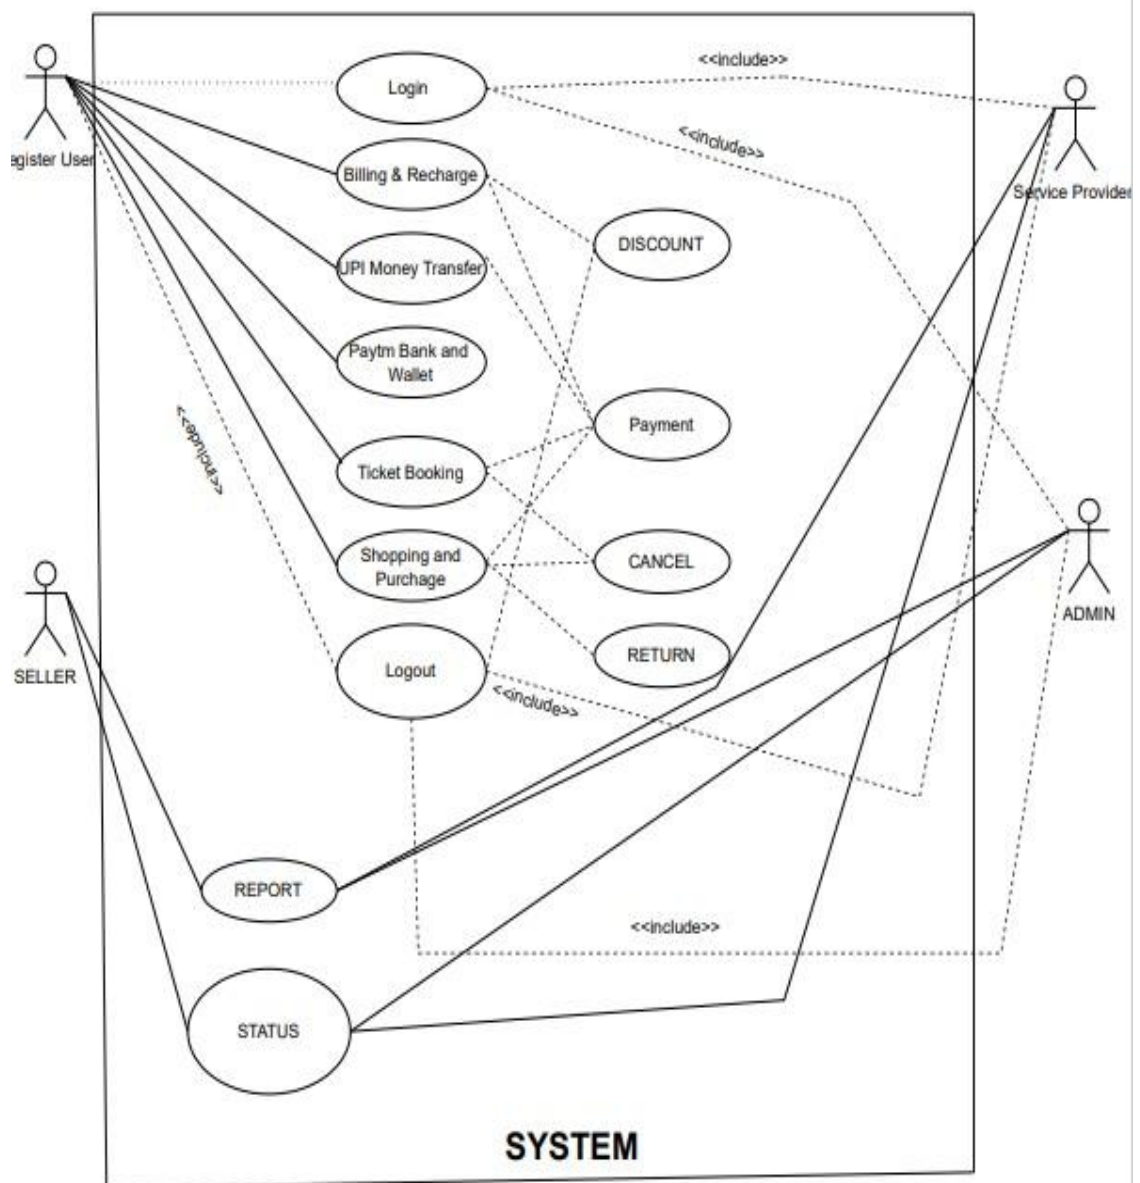 <<include>>
Login
<<include>>
egister User
Billing & Recharge
Service Provider
DISCOUNT
UPI Money Transfer
Paytm Bank and
Wallet
<<include>>
Payment
Ticket Booking
Shopping and
Purchage
CANCEL
ADMIN
SELLER
Logout
RETURN
<<include>>
REPORT
<<include>>
STATUS
SYSTEM